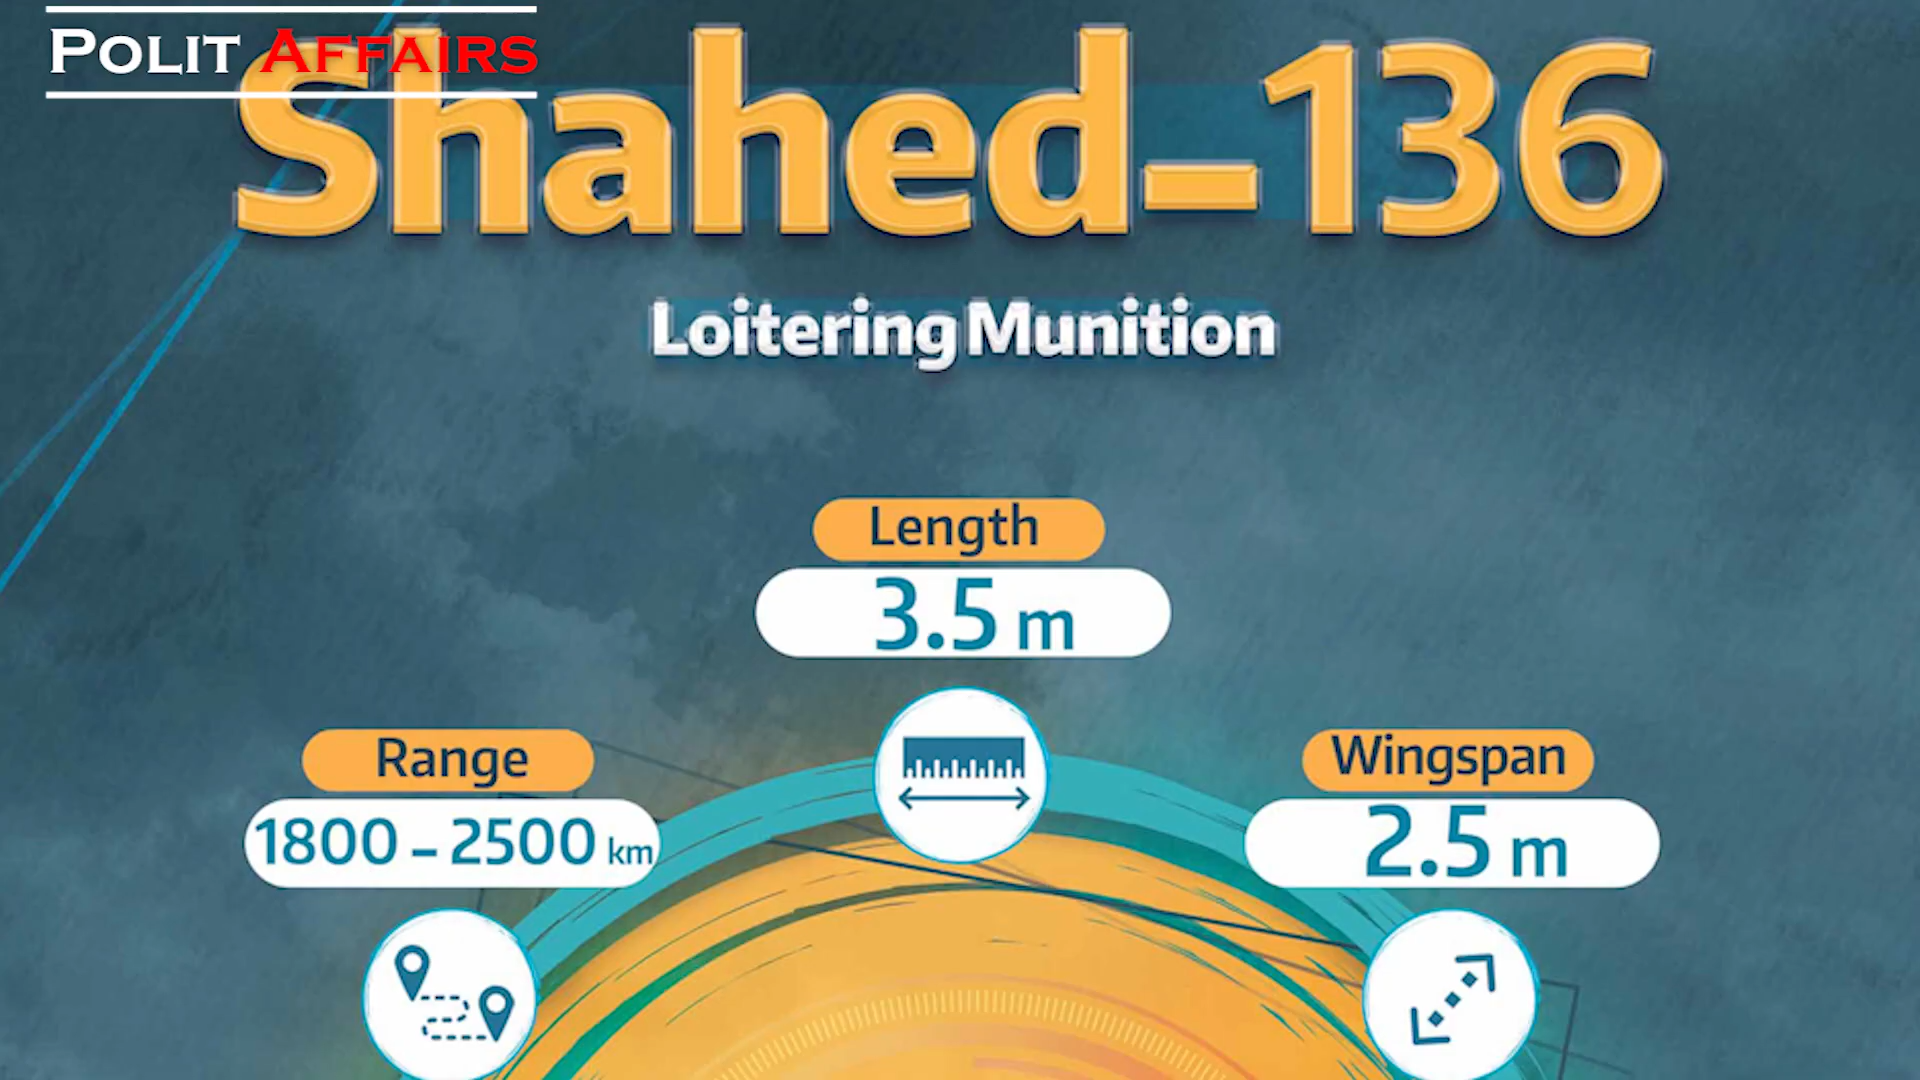 POLIT AFFAIRS
Shahed-136
Loitering Munition
Length
3.5 m
Range
1800 - 2500 km
Wingspan
2.5 m